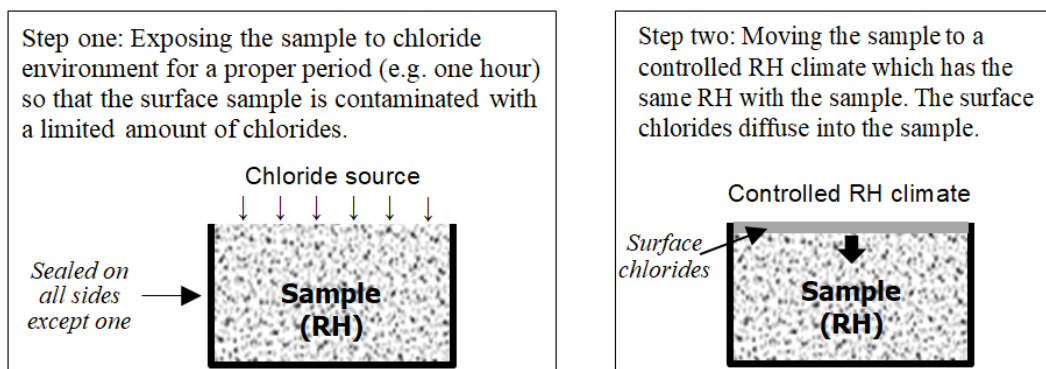 Step one: Exposing the sample to chloride
environment for a proper period (e.g. one hour)
so that the surface sample is contaminated with
a limited amount of chlorides.
Chloride source
Sealed on
all sides
except one
Sample
(RH)
Step two: Moving the sample to a
controlled RH climate which has the
same RH with the sample. The surface
chlorides diffuse into the sample.
Controlled RH climate
Surface
chlorides
Sample
(RH)